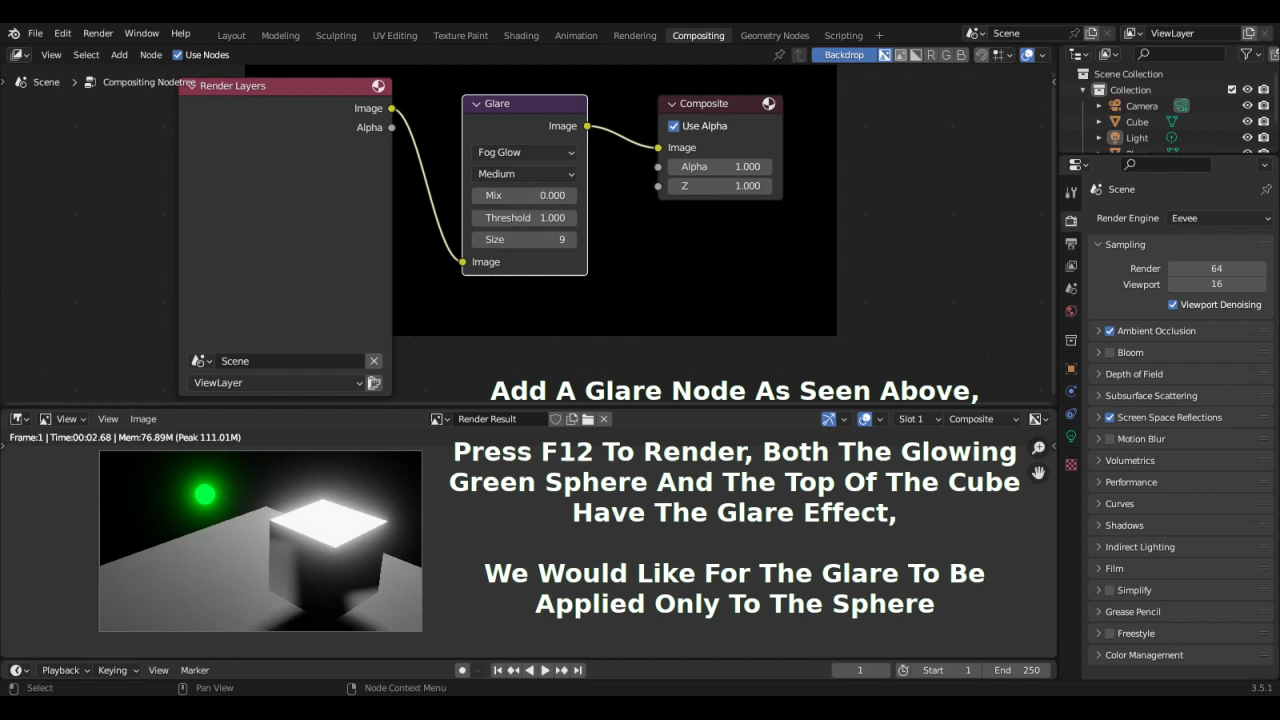 File Edit Render Window Help Layout Modeling Sculpting UV Editing Texture Paint Shading Animation Rendering Compositing Geometry Nodes Scripting Scene ViewLayer
View Select Add Node Use Nodes Backdrop R G B
Scene Compositing Nodetree
Render Layers
Image
Alpha
Scene
ViewLayer
Glare
Image
Fog Glow
Medium
Mix 0.000
Threshold 1.000
Size 9
Image
Composite
Use Alpha
Image
Alpha 1.000
Z 1.000
Scene Collection
Collection
Camera
Cube
Light
Scene
Render Engine Eevee
Sampling
Render 64
Viewport 16
Viewport Denoising
Ambient Occlusion
Bloom
Depth of Field
Subsurface Scattering
Screen Space Reflections
Motion Blur
Volumetrics
Performance
Curves
Shadows
Indirect Lighting
Film
Simplify
Grease Pencil
Freestyle
Color Management
Add A Glare Node As Seen Above,
View View Image Render Result Slot 1 Composite
Frame:1 | Time:00:02.68 | Mem:76.89M (Peak 111.01M)
Press F12 To Render, Both The Glowing
Green Sphere And The Top Of The Cube
Have The Glare Effect,
We Would Like For The Glare To Be
Applied Only To The Sphere
Playback Keying View Marker 1 Start 1 End 250
Select Pan View Node Context Menu 3.5.1